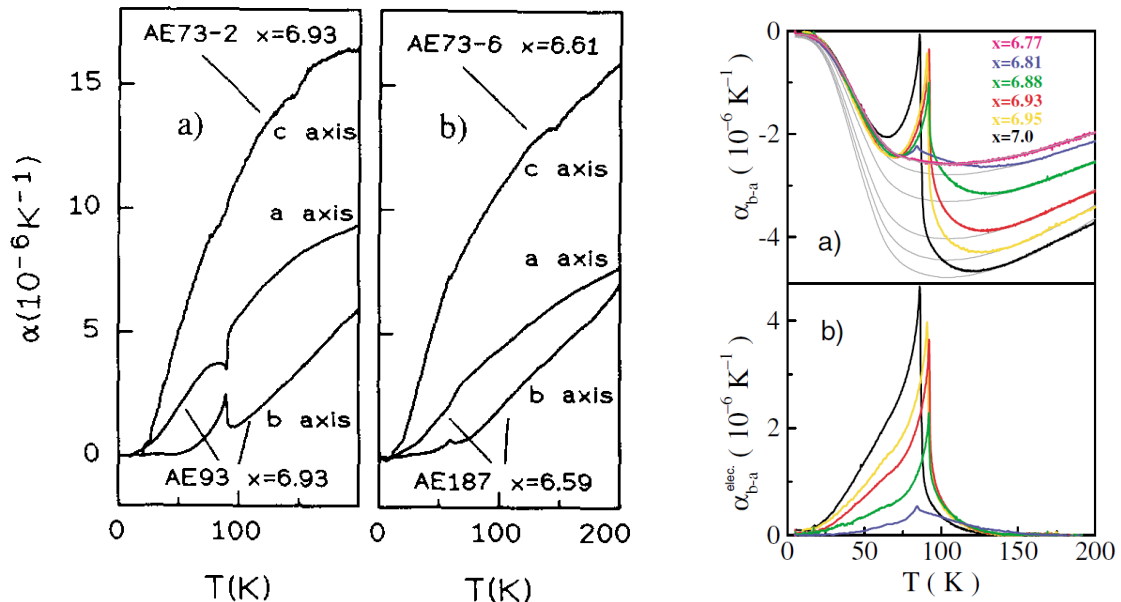 AE73-2 x=6.93
a)
c axis
a axis
b axis
AE93 x=6.93
15
10
5
0
α(10⁻⁶K⁻¹)
0
100
T(K)
AE73-6 x=6.61
b)
c axis
a axis
b axis
AE187 x=6.59
0
100
200
T(K)
0
-2
-4
α_b-a ( 10⁻⁶ K⁻¹)
x=6.77
x=6.81
x=6.88
x=6.93
x=6.95
x=7.0
a)
b)
4
2
0
α_b-a^elec. ( 10⁻⁶ K⁻¹)
0
50
100
150
200
T ( K )